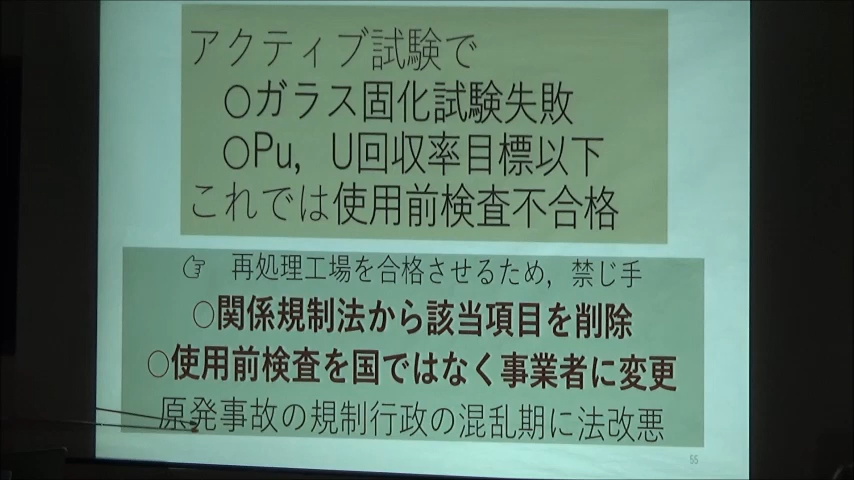 アクティブ試験で
○ガラス固化試験失敗
○Pu，U回収率目標以下
これでは使用前検査不合格
☞ 再処理工場を合格させるため，禁じ手
○関係規制法から該当項目を削除
○使用前検査を国ではなく事業者に変更
原発事故の規制行政の混乱期に法改悪
55